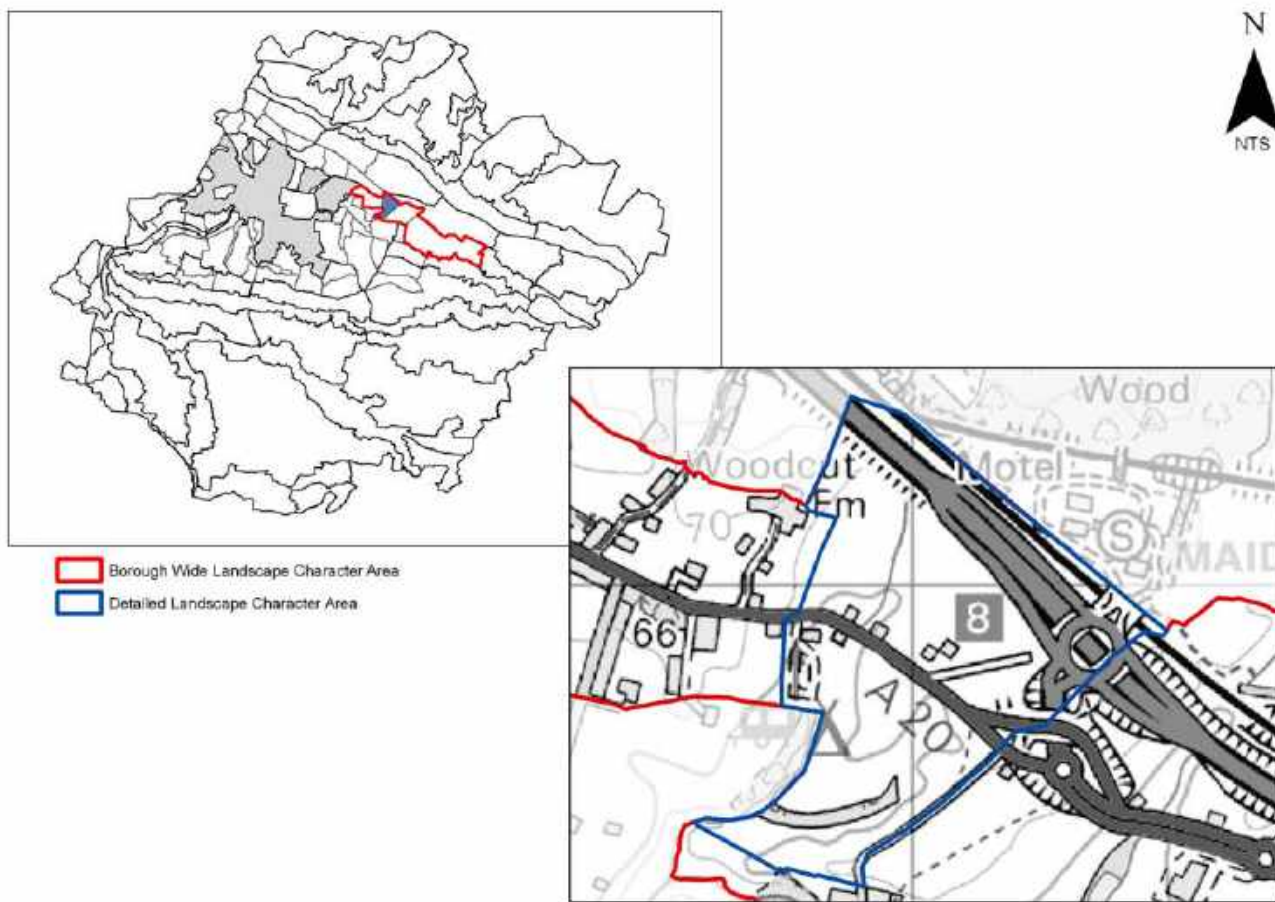 N
NTS
Borough Wide Landscape Character Area
Detailed Landscape Character Area
Wood
Woodcut
Fm
Motel
70
S
MAID
8
66
A 20